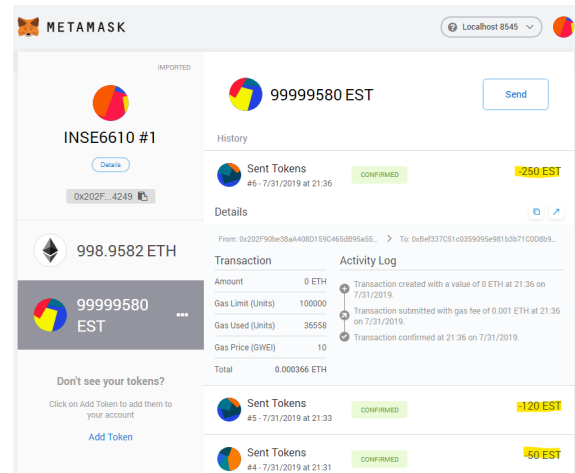 METAMASK
Localhost 8545
IMPORTED
INSE6610 #1
Details
0x202F...4249
998.9582 ETH
99999580
EST
Don't see your tokens?
Click on Add Token to add them to
your account
Add Token
99999580 EST
Send
History
Sent Tokens
#6 - 7/31/2019 at 21:36
CONFIRMED
-250 EST
Details
From: 0x202F90be38aA408D159C465dB95a55...
To: 0xBef337C51c0359095e981b3b71C0D8b9...
Transaction
Activity Log
Amount 0 ETH
Gas Limit (Units) 100000
Gas Used (Units) 36558
Gas Price (GWEI) 10
Total 0.000366 ETH
Transaction created with a value of 0 ETH at 21:36 on
7/31/2019.
Transaction submitted with gas fee of 0.001 ETH at 21:36
on 7/31/2019.
Transaction confirmed at 21:36 on 7/31/2019.
Sent Tokens
#5 - 7/31/2019 at 21:33
CONFIRMED
-120 EST
Sent Tokens
#4 - 7/31/2019 at 21:31
CONFIRMED
-50 EST